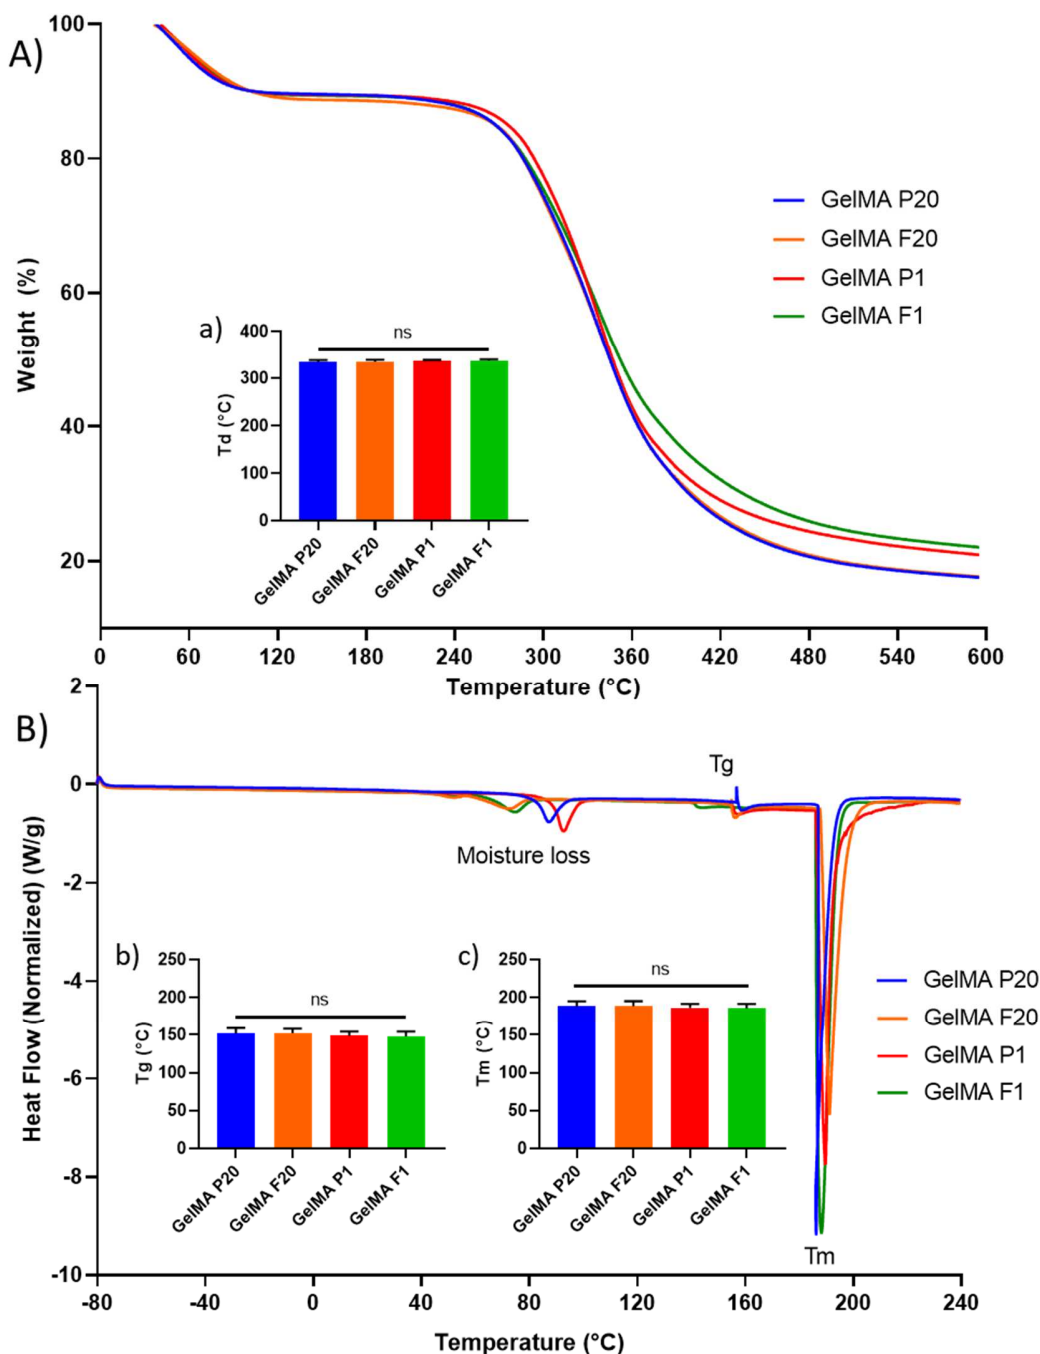 A)
100
80
60
40
20
Weight (%)
GelMA P20
GelMA F20
GelMA P1
GelMA F1
a)
ns
400
300
200
100
0
Td (°C)
GelMA P20
GelMA F20
GelMA P1
GelMA F1
0 60 120 180 240 300 360 420 480 540 600
Temperature (°C)
B)
2
0
-2
-4
-6
-8
-10
Heat Flow (Normalized) (W/g)
Tg
Moisture loss
b)
ns
250
200
150
100
50
0
Tg (°C)
GelMA P20
GelMA F20
GelMA P1
GelMA F1
c)
ns
250
200
150
100
50
0
Tm (°C)
GelMA P20
GelMA F20
GelMA P1
GelMA F1
GelMA P20
GelMA F20
GelMA P1
GelMA F1
Tm
-80 -40 0 40 80 120 160 200 240
Temperature (°C)